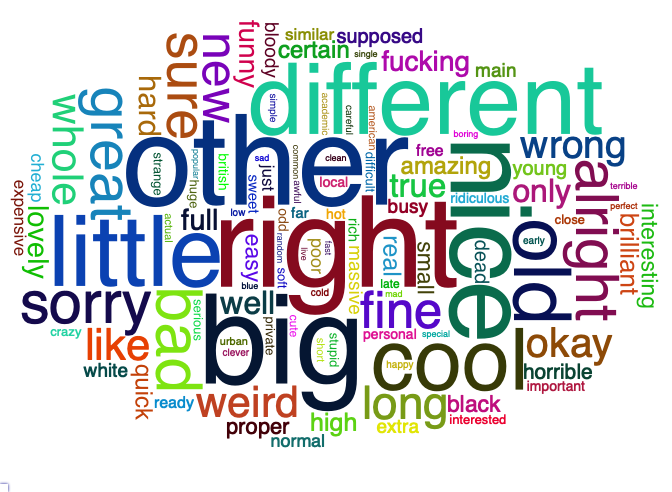 funny
bloody
similar
supposed
certain
single
fucking
main
new
sure
hard
different
simple
academic
careful
american
great
whole
other
boring
wrong
cheap
strange
popular
huge
british
sad
just
sweet
common
awful
clean
local
difficult
free
amazing
true
nice
young
only
alright
terrible
expensive
lovely
actual
full
low
easy
odd
far
hot
rich
busy
ridiculous
close
perfect
brilliant
interesting
little
right
random
soft
poor
fast
live
massive
real
small
dead
old
early
blue
cold
late
mad
sorry
bad
serious
well
big
private
cute
fine
personal
special
crazy
like
white
quick
urban
clever
stupid
short
happy
cool
okay
horrible
important
ready
weird
proper
normal
high
long
extra
black
interested